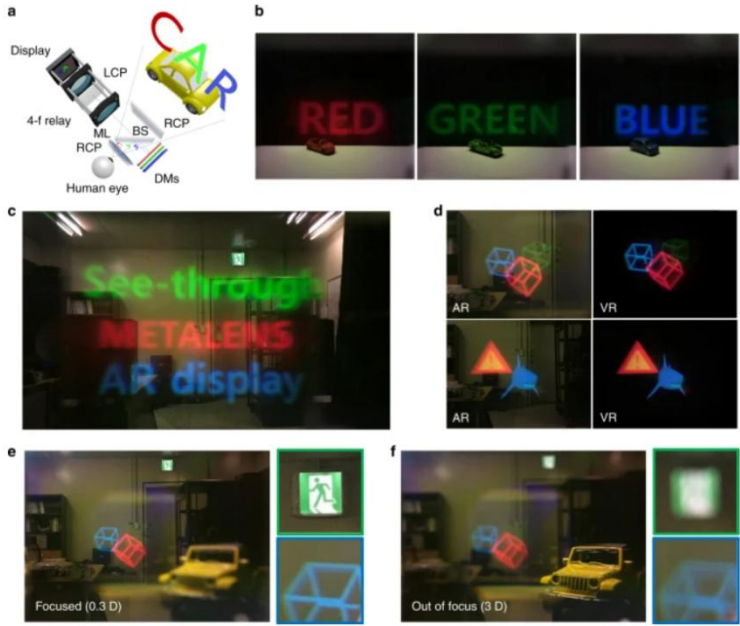 a
Display
LCP
4-f relay
ML
BS
RCP
RCP
Human eye
DMs
CAR
b
RED
GREEN
BLUE
c
See-through
METALENS
AR display
d
AR
VR
AR
VR
e
Focused (0.3 D)
f
Out of focus (3 D)